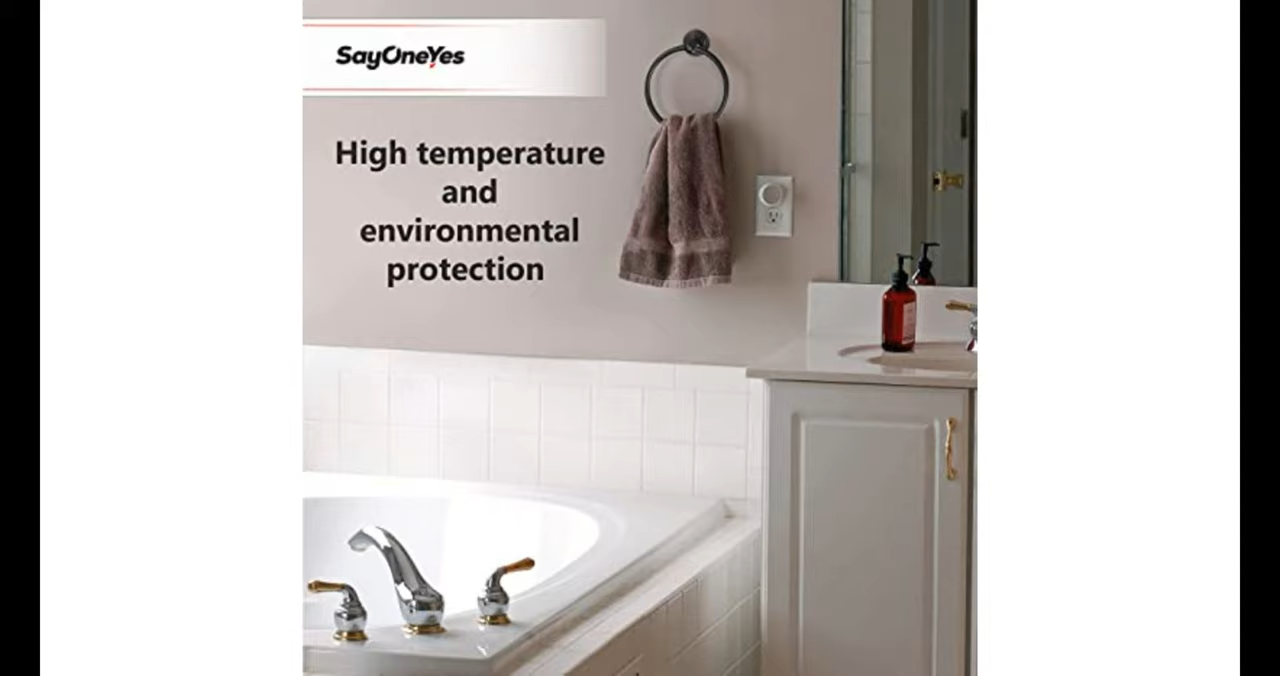 SayOneYes
High temperature
and
environmental
protection